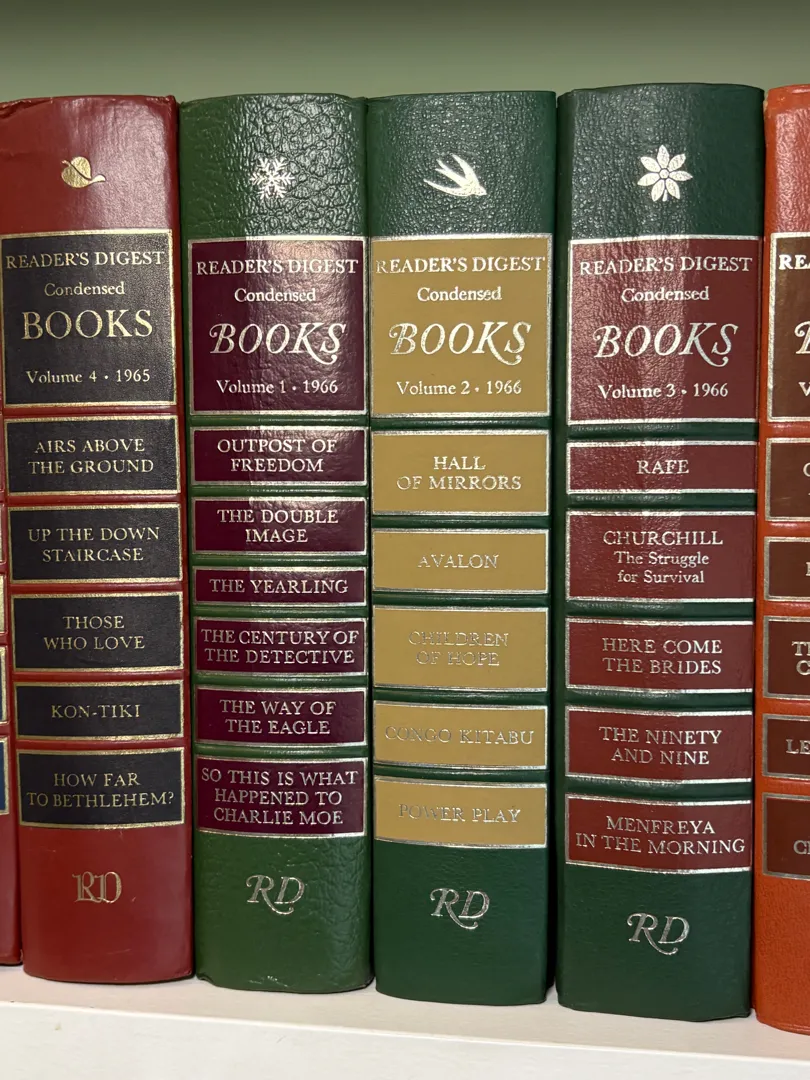 READER'S DIGEST
Condensed
BOOKS
Volume 4 • 1965
AIRS ABOVE
THE GROUND
UP THE DOWN
STAIRCASE
THOSE
WHO LOVE
KON-TIKI
HOW FAR
TO BETHLEHEM?
RD
READER'S DIGEST
Condensed
BOOKS
Volume 1 • 1966
OUTPOST OF
FREEDOM
THE DOUBLE
IMAGE
THE YEARLING
THE CENTURY OF
THE DETECTIVE
THE WAY OF
THE EAGLE
SO THIS IS WHAT
HAPPENED TO
CHARLIE MOE
RD
READER'S DIGEST
Condensed
BOOKS
Volume 2 • 1966
HALL
OF MIRRORS
AVALON
CHILDREN
OF HOPE
CONGO KITABU
POWER PLAY
RD
READER'S DIGEST
Condensed
BOOKS
Volume 3 • 1966
RAFE
CHURCHILL
The Struggle
for Survival
HERE COME
THE BRIDES
THE NINETY
AND NINE
MENFREYA
IN THE MORNING
RD